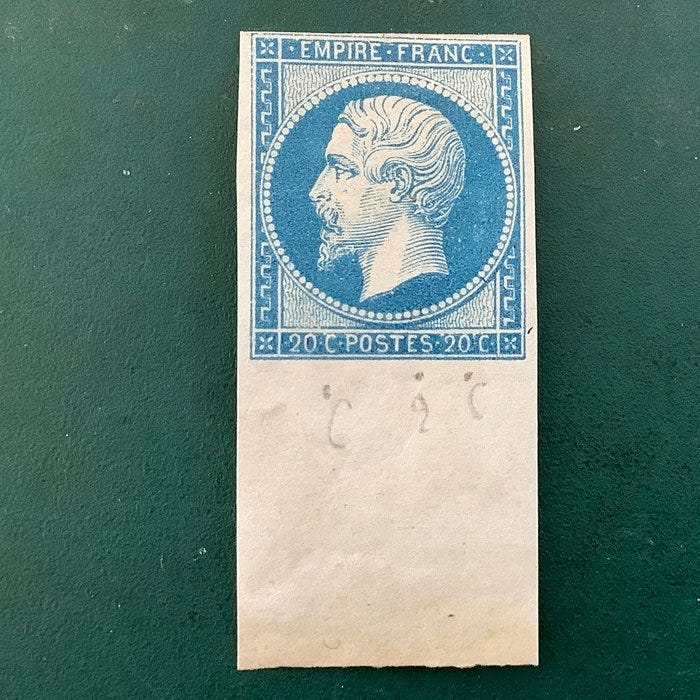 · EMPIRE · FRANC ·
20 C · POSTES · 20 C